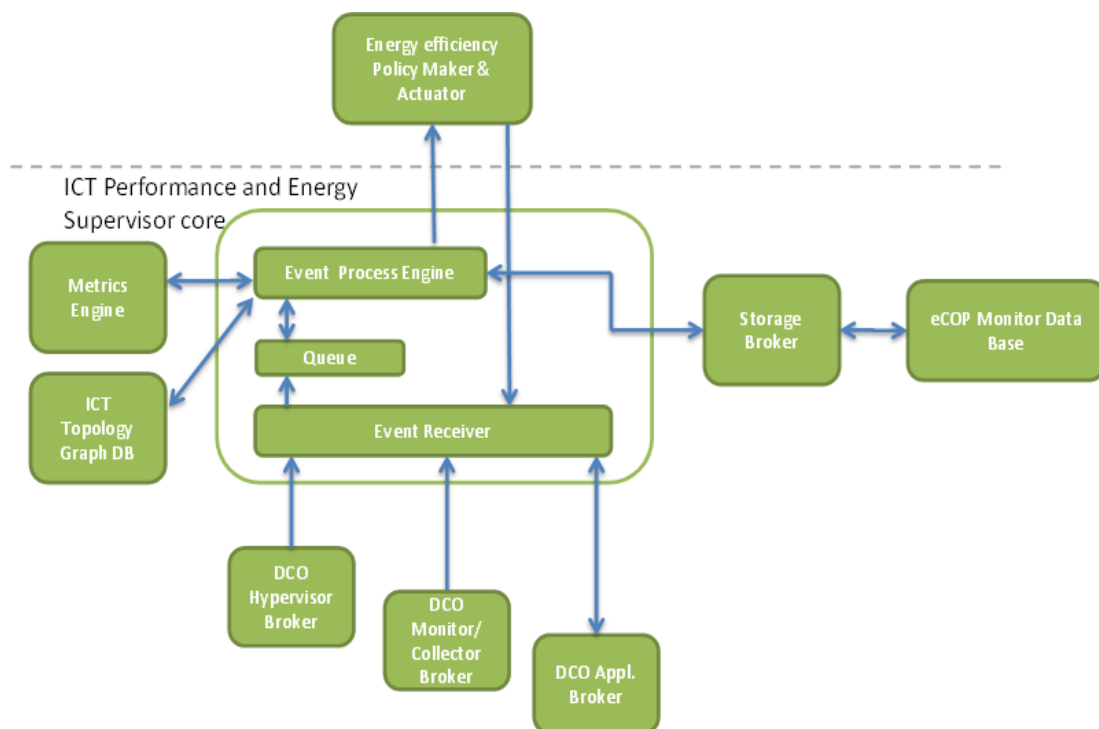 Energy efficiency
Policy Maker &
Actuator
ICT Performance and Energy
Supervisor core
Metrics
Engine
Event Process Engine
Storage
Broker
eCOP Monitor Data
Base
Queue
ICT
Topology
Graph DB
Event Receiver
DCO
Hypervisor
Broker
DCO
Monitor/
Collector
Broker
DCO Appl.
Broker